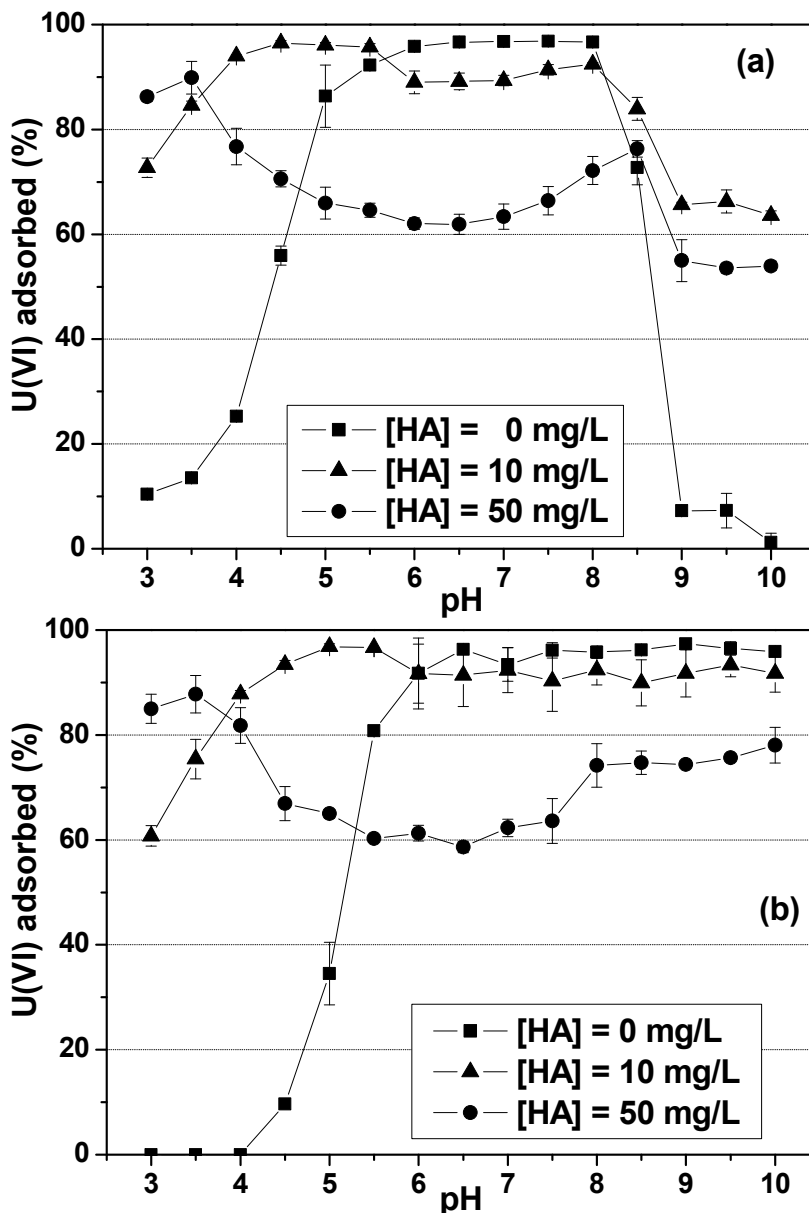 100
(a)
80
60
40
20
0
U(VI) adsorbed (%)
[HA] = 0 mg/L
[HA] = 10 mg/L
[HA] = 50 mg/L
3 4 5 6 7 8 9 10
pH
100
80
60
40
20
0
U(VI) adsorbed (%)
(b)
[HA] = 0 mg/L
[HA] = 10 mg/L
[HA] = 50 mg/L
3 4 5 6 7 8 9 10
pH